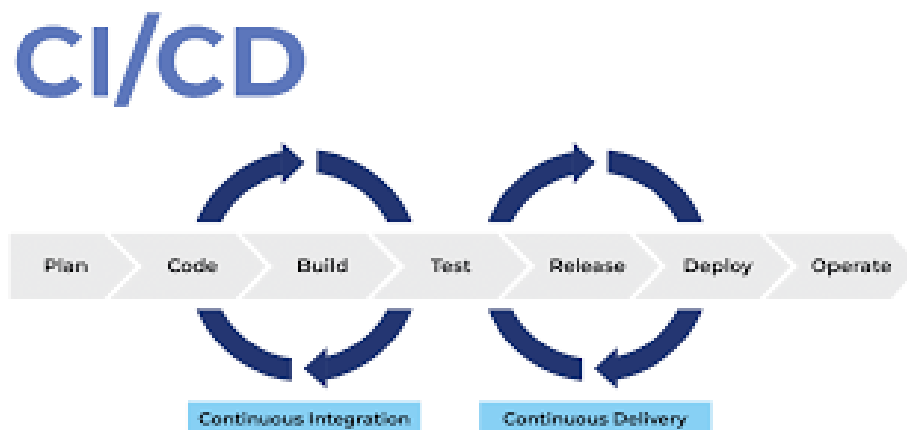 CI/CD
Plan Code Build Test Release Deploy Operate
Continuous Integration Continuous Delivery